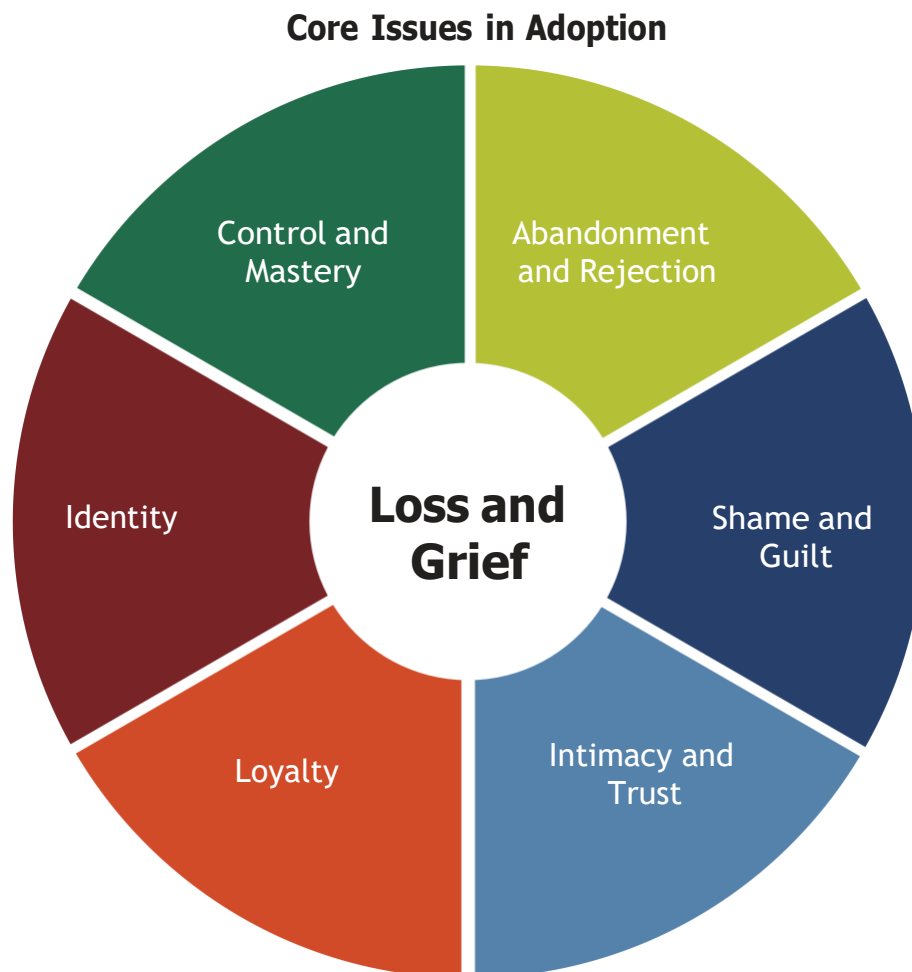 Core Issues in Adoption
Control and
Mastery
Abandonment
and Rejection
Identity
Loss and
Grief
Shame and
Guilt
Loyalty
Intimacy and
Trust